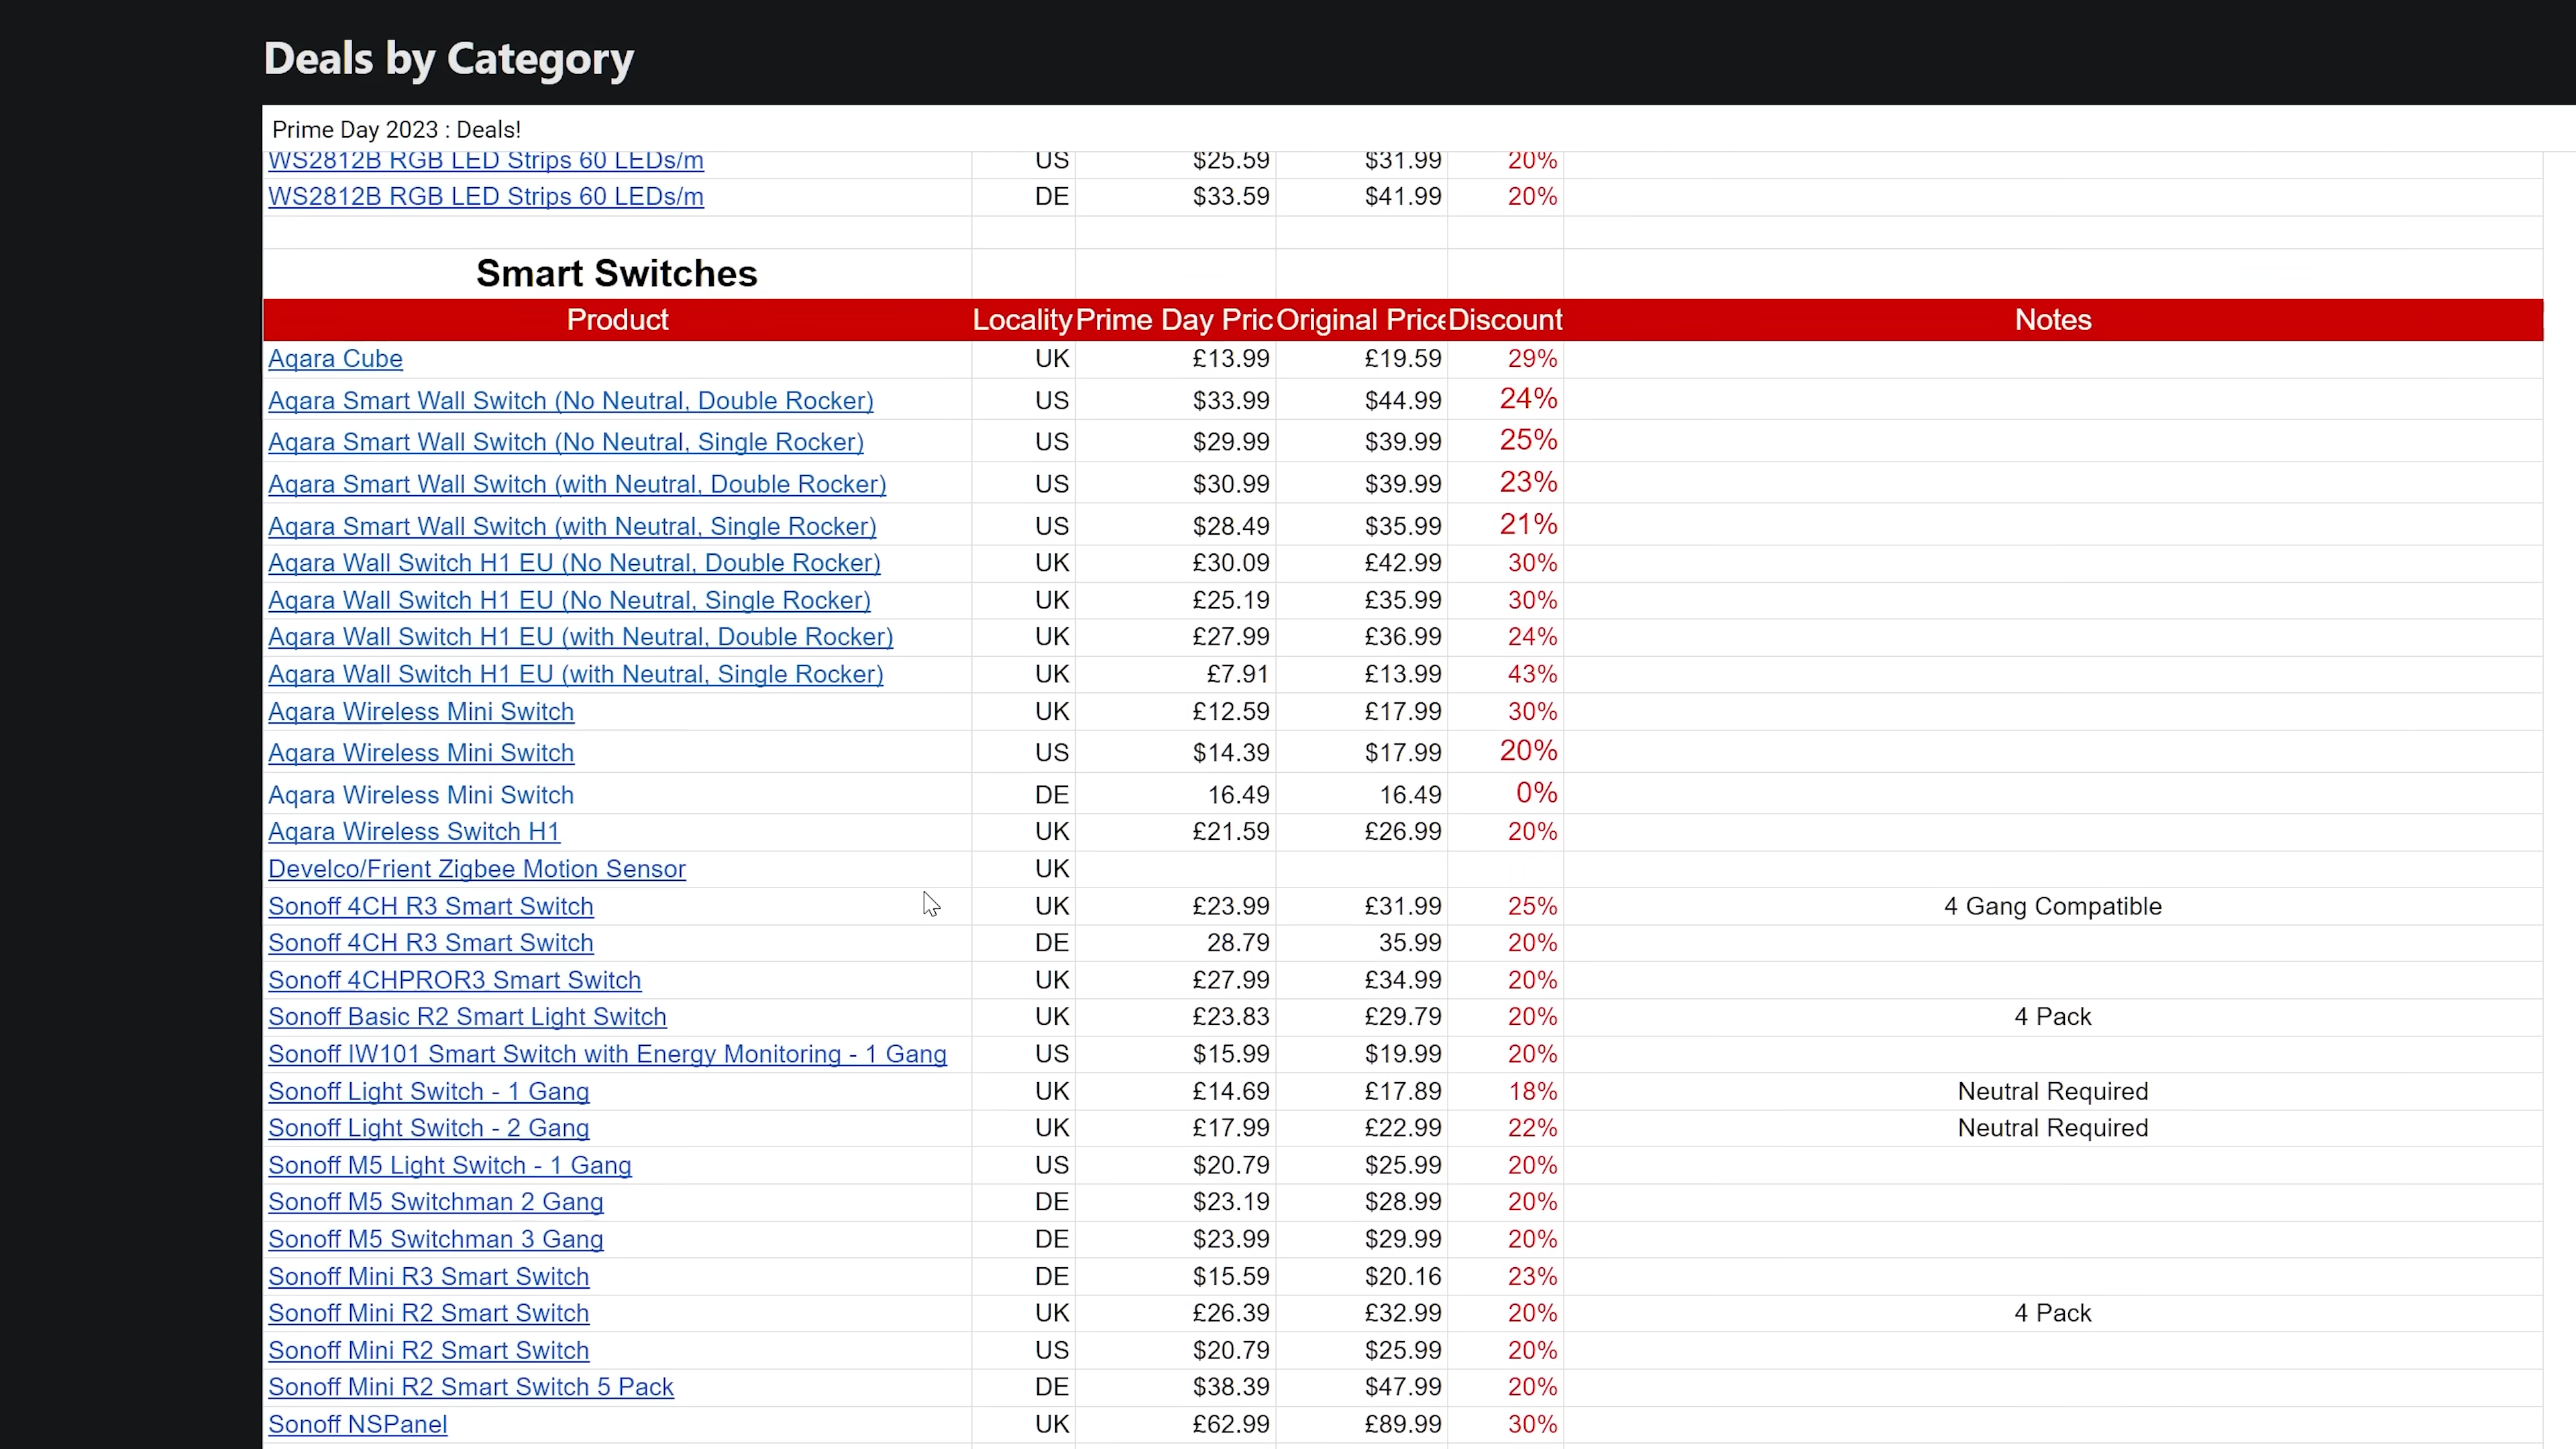 Deals by Category
Prime Day 2023 : Deals!
WS2812B RGB LED Strips 60 LEDs/m US $25.59 $31.99 20%
WS2812B RGB LED Strips 60 LEDs/m DE $33.59 $41.99 20%
Smart Switches
Product Locality Prime Day Pric Original Price Discount Notes
Aqara Cube UK £13.99 £19.59 29%
Aqara Smart Wall Switch (No Neutral, Double Rocker) US $33.99 $44.99 24%
Aqara Smart Wall Switch (No Neutral, Single Rocker) US $29.99 $39.99 25%
Aqara Smart Wall Switch (with Neutral, Double Rocker) US $30.99 $39.99 23%
Aqara Smart Wall Switch (with Neutral, Single Rocker) US $28.49 $35.99 21%
Aqara Wall Switch H1 EU (No Neutral, Double Rocker) UK £30.09 £42.99 30%
Aqara Wall Switch H1 EU (No Neutral, Single Rocker) UK £25.19 £35.99 30%
Aqara Wall Switch H1 EU (with Neutral, Double Rocker) UK £27.99 £36.99 24%
Aqara Wall Switch H1 EU (with Neutral, Single Rocker) UK £7.91 £13.99 43%
Aqara Wireless Mini Switch UK £12.59 £17.99 30%
Aqara Wireless Mini Switch US $14.39 $17.99 20%
Aqara Wireless Mini Switch DE 16.49 16.49 0%
Aqara Wireless Switch H1 UK £21.59 £26.99 20%
Develco/Frient Zigbee Motion Sensor UK
Sonoff 4CH R3 Smart Switch UK £23.99 £31.99 25% 4 Gang Compatible
Sonoff 4CH R3 Smart Switch DE 28.79 35.99 20%
Sonoff 4CHPROR3 Smart Switch UK £27.99 £34.99 20%
Sonoff Basic R2 Smart Light Switch UK £23.83 £29.79 20% 4 Pack
Sonoff IW101 Smart Switch with Energy Monitoring - 1 Gang US $15.99 $19.99 20%
Sonoff Light Switch - 1 Gang UK £14.69 £17.89 18% Neutral Required
Sonoff Light Switch - 2 Gang UK £17.99 £22.99 22% Neutral Required
Sonoff M5 Light Switch - 1 Gang US $20.79 $25.99 20%
Sonoff M5 Switchman 2 Gang DE $23.19 $28.99 20%
Sonoff M5 Switchman 3 Gang DE $23.99 $29.99 20%
Sonoff Mini R3 Smart Switch DE $15.59 $20.16 23%
Sonoff Mini R2 Smart Switch UK £26.39 £32.99 20% 4 Pack
Sonoff Mini R2 Smart Switch US $20.79 $25.99 20%
Sonoff Mini R2 Smart Switch 5 Pack DE $38.39 $47.99 20%
Sonoff NSPanel UK £62.99 £89.99 30%